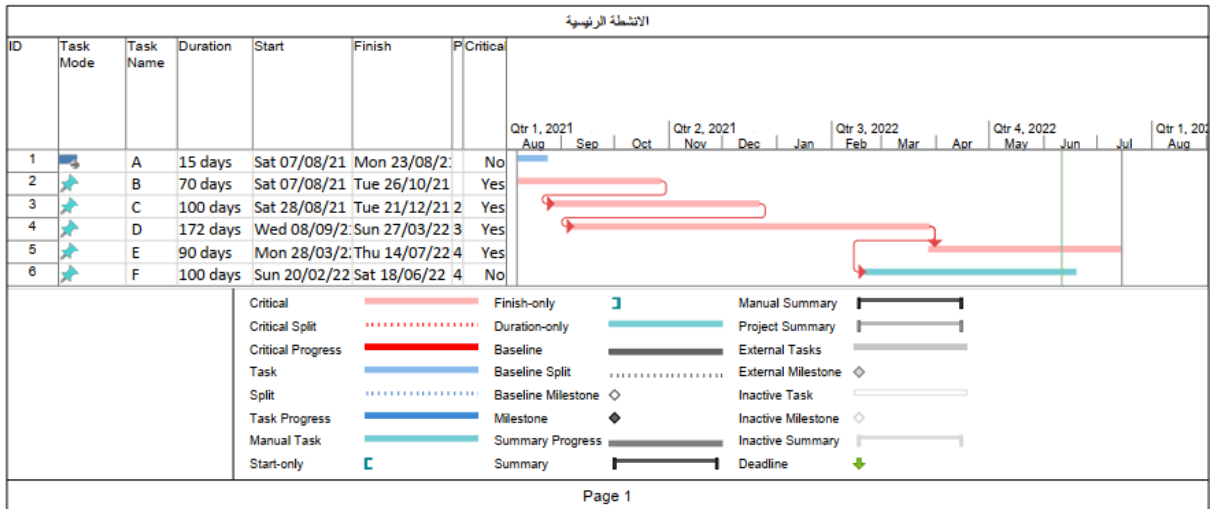 الانشطة الرئيسية
ID Task Mode Task Name Duration Start Finish P Critical
Qtr 1, 2021 Qtr 2, 2021 Qtr 3, 2022 Qtr 4, 2022 Qtr 1, 202
Aug Sep Oct Nov Dec Jan Feb Mar Apr May Jun Jul Aug
1 A 15 days Sat 07/08/21 Mon 23/08/2: No
2 B 70 days Sat 07/08/21 Tue 26/10/21 Yes
3 C 100 days Sat 28/08/21 Tue 21/12/21 2 Yes
4 D 172 days Wed 08/09/2: Sun 27/03/22 3 Yes
5 E 90 days Mon 28/03/2: Thu 14/07/22 4 Yes
6 F 100 days Sun 20/02/22 Sat 18/06/22 4 No
Critical Finish-only Manual Summary
Critical Split Duration-only Project Summary
Critical Progress Baseline External Tasks
Task Baseline Split External Milestone
Split Baseline Milestone Inactive Task
Task Progress Milestone Inactive Milestone
Manual Task Summary Progress Inactive Summary
Start-only Summary Deadline
Page 1